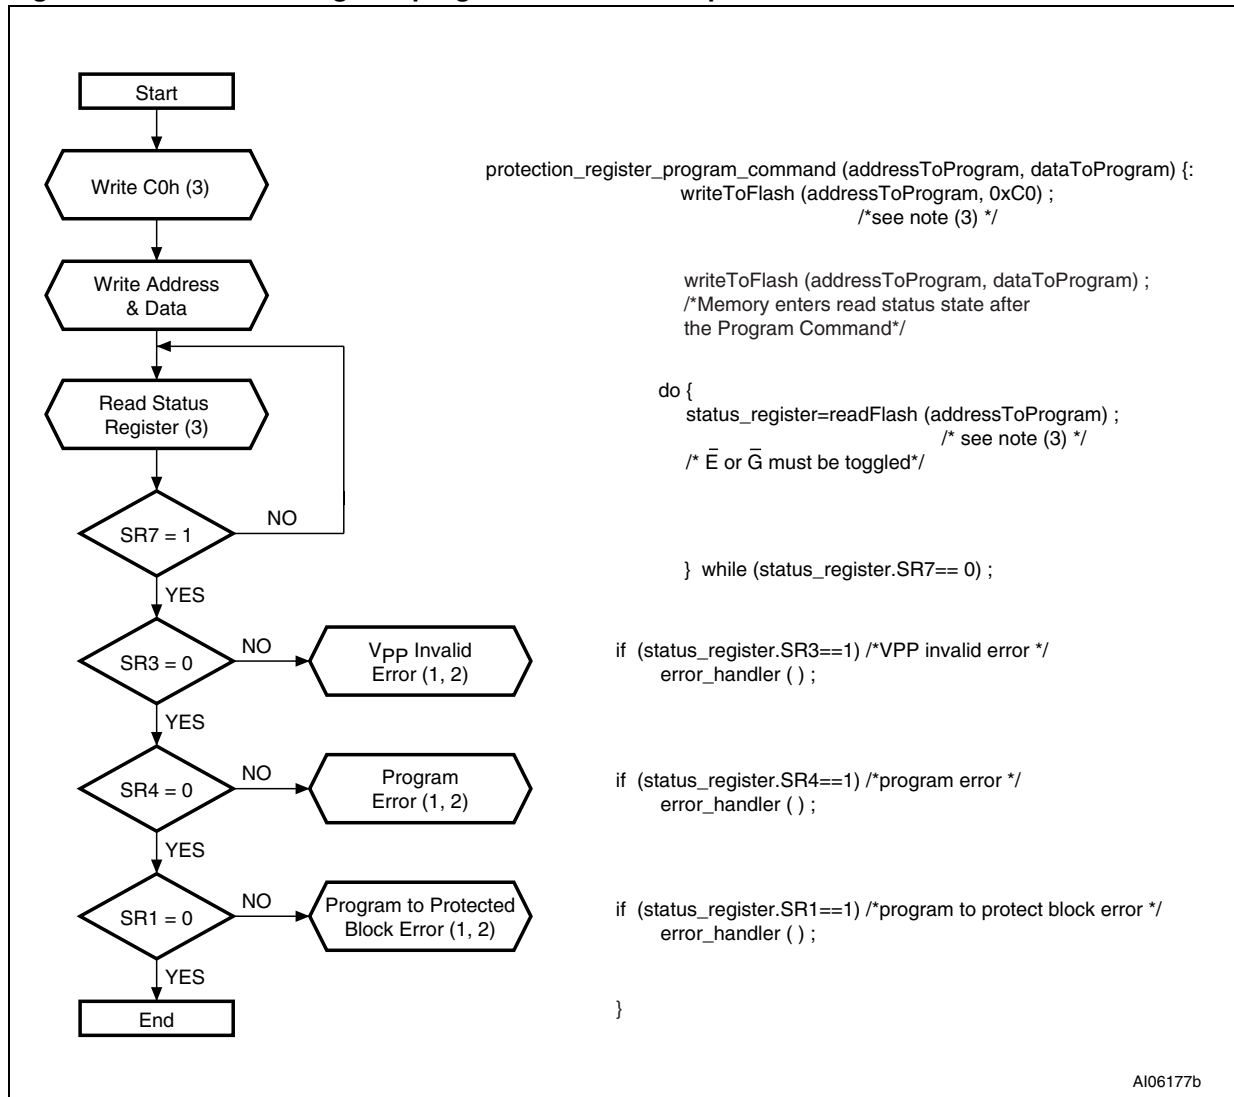 Start
Write C0h (3)
Write Address
& Data
Read Status
Register (3)
SR7 = 1
NO
YES
SR3 = 0
NO
VPP Invalid
Error (1, 2)
YES
SR4 = 0
NO
Program
Error (1, 2)
YES
SR1 = 0
NO
Program to Protected
Block Error (1, 2)
YES
End
protection_register_program_command (addressToProgram, dataToProgram) {:
writeToFlash (addressToProgram, 0xC0) ;
/*see note (3) */
writeToFlash (addressToProgram, dataToProgram) ;
/*Memory enters read status state after
the Program Command*/
do {
status_register=readFlash (addressToProgram) ;
/* see note (3) */
/* E̅ or G̅ must be toggled*/
} while (status_register.SR7== 0) ;
if (status_register.SR3==1) /*VPP invalid error */
error_handler ( ) ;
if (status_register.SR4==1) /*program error */
error_handler ( ) ;
if (status_register.SR1==1) /*program to protect block error */
error_handler ( ) ;
}
AI06177b